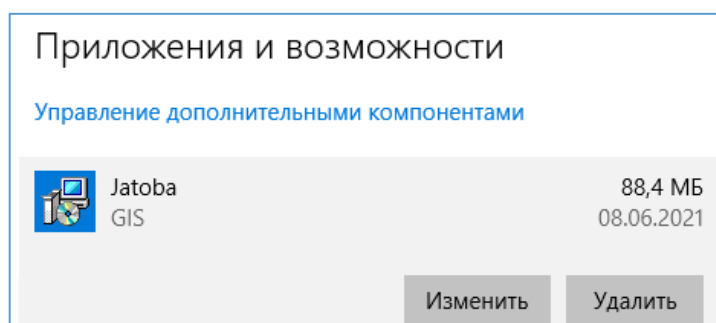 Приложения и возможности
Управление дополнительными компонентами
Jatoba 88,4 МБ
GIS 08.06.2021
Изменить Удалить